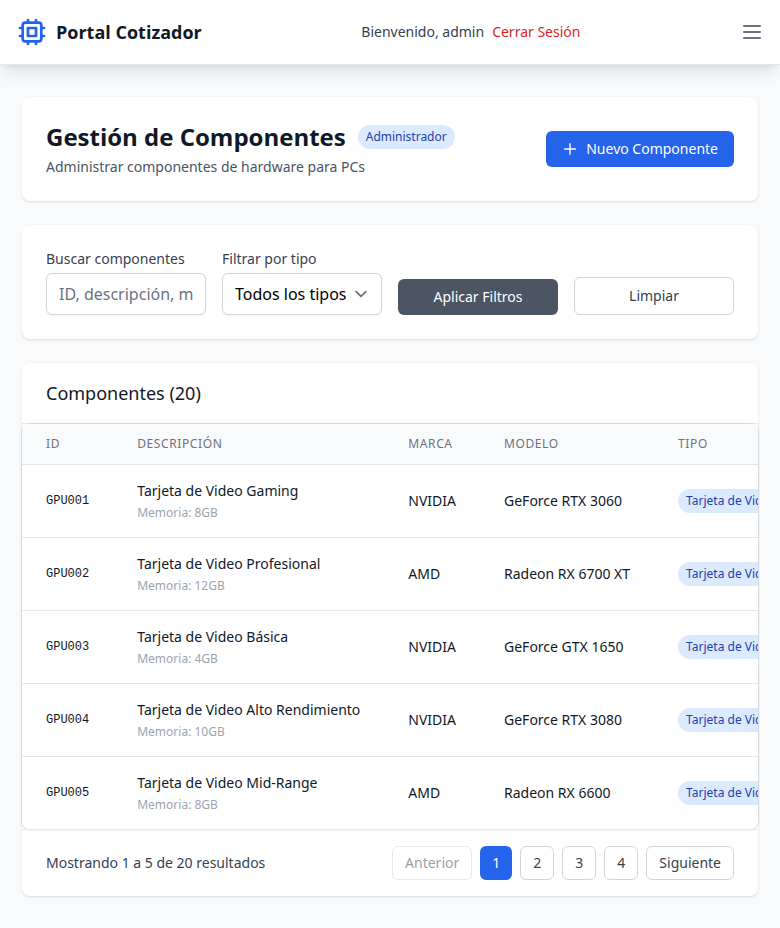 Portal Cotizador
Bienvenido, admin Cerrar Sesión
Gestión de Componentes Administrador
Administrar componentes de hardware para PCs
Nuevo Componente
Buscar componentes Filtrar por tipo
ID, descripción, m Todos los tipos Aplicar Filtros Limpiar
Componentes (20)
ID DESCRIPCIÓN MARCA MODELO TIPO
GPU001 Tarjeta de Video Gaming NVIDIA GeForce RTX 3060 Tarjeta de Vid
Memoria: 8GB
GPU002 Tarjeta de Video Profesional AMD Radeon RX 6700 XT Tarjeta de Vid
Memoria: 12GB
GPU003 Tarjeta de Video Básica NVIDIA GeForce GTX 1650 Tarjeta de Vid
Memoria: 4GB
GPU004 Tarjeta de Video Alto Rendimiento NVIDIA GeForce RTX 3080 Tarjeta de Vid
Memoria: 10GB
GPU005 Tarjeta de Video Mid-Range AMD Radeon RX 6600 Tarjeta de Vid
Memoria: 8GB
Mostrando 1 a 5 de 20 resultados Anterior 1 2 3 4 Siguiente